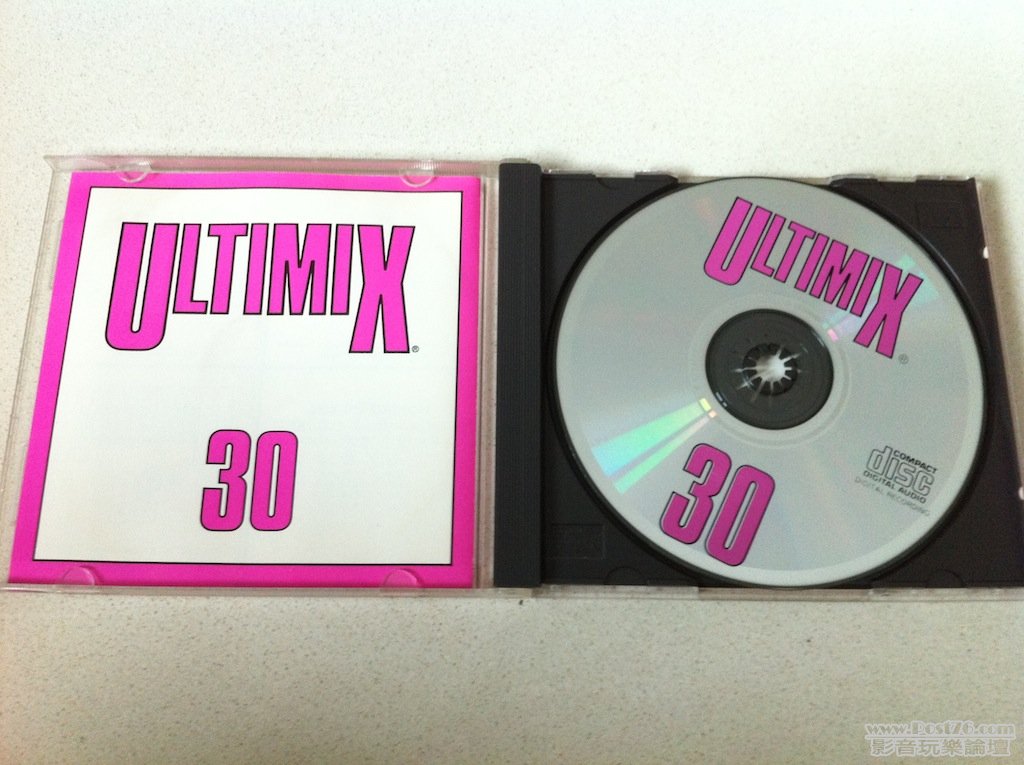 ULTIMIX®
30
ULTIMIX®
30
COMPACT
disc
DIGITAL AUDIO
DIGITAL RECORDING
www.Post76.com
影音玩樂論壇